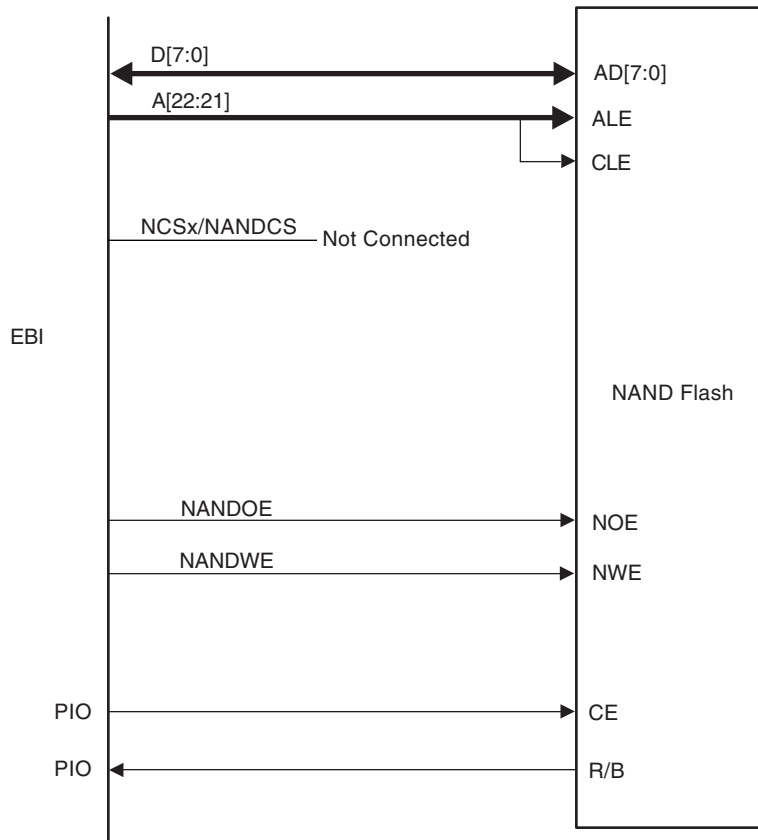 D[7:0]
AD[7:0]
A[22:21]
ALE
CLE
NCSx/NANDCS
Not Connected
EBI
NAND Flash
NANDOE
NOE
NANDWE
NWE
PIO
CE
PIO
R/B